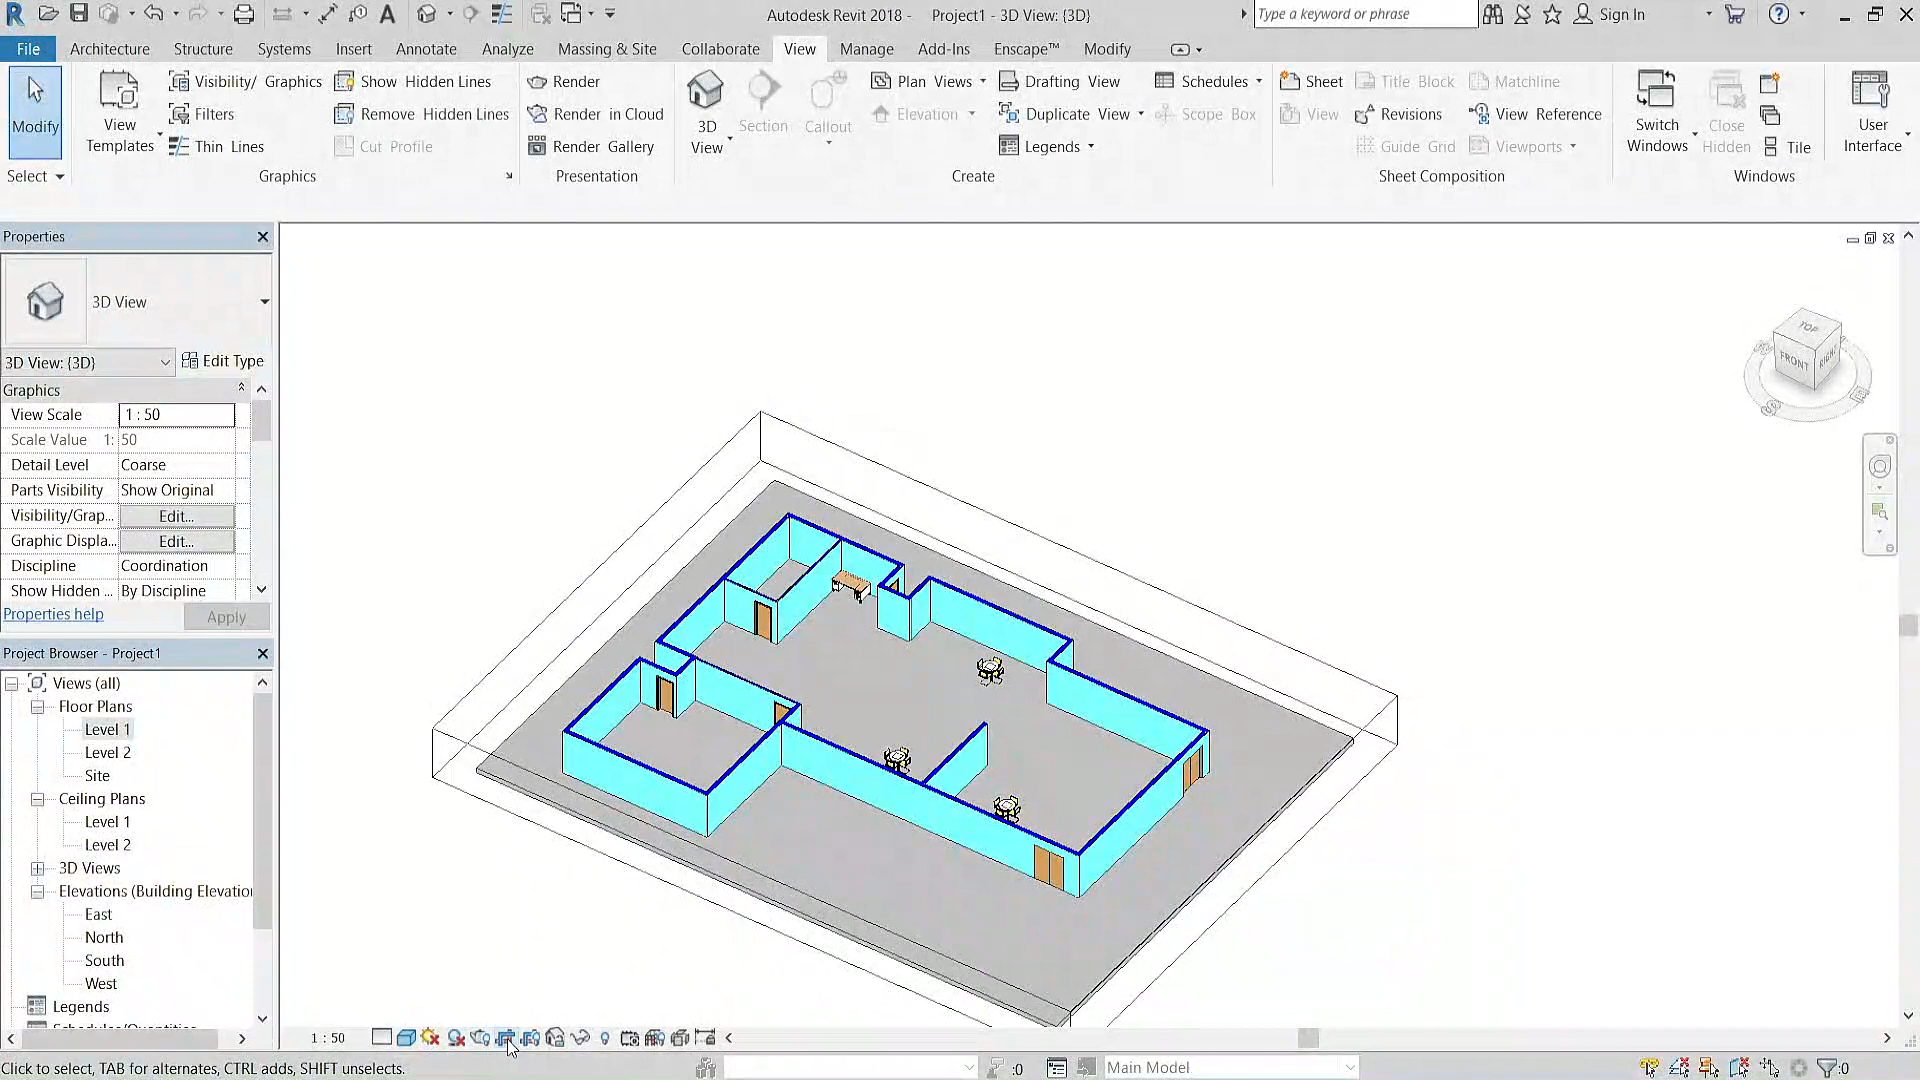 Autodesk Revit 2018 - Project1 - 3D View: {3D}
Type a keyword or phrase
Sign In
File Architecture Structure Systems Insert Annotate Analyze Massing & Site Collaborate View Manage Add-Ins Enscape™ Modify
Modify
Select
View Templates
Visibility/ Graphics
Filters
Thin Lines
Show Hidden Lines
Remove Hidden Lines
Cut Profile
Graphics
Render
Render in Cloud
Render Gallery
Presentation
3D View
Section
Callout
Plan Views
Elevation
Drafting View
Duplicate View
Legends
Schedules
Scope Box
Create
Sheet
View
Title Block
Revisions
Guide Grid
Matchline
View Reference
Viewports
Sheet Composition
Switch Windows
Close Hidden
Tile
Windows
User Interface
Properties
3D View
3D View: {3D}
Edit Type
Graphics
View Scale 1 : 50
Scale Value 1: 50
Detail Level Coarse
Parts Visibility Show Original
Visibility/Grap... Edit...
Graphic Displa... Edit...
Discipline Coordination
Show Hidden ... By Discipline
Properties help
Apply
Project Browser - Project1
Views (all)
Floor Plans
Level 1
Level 2
Site
Ceiling Plans
Level 1
Level 2
3D Views
Elevations (Building Elevatio
East
North
South
West
Legends
TOP
FRONT
RIGHT
1 : 50
Click to select, TAB for alternates, CTRL adds, SHIFT unselects.
:0
Main Model
:0